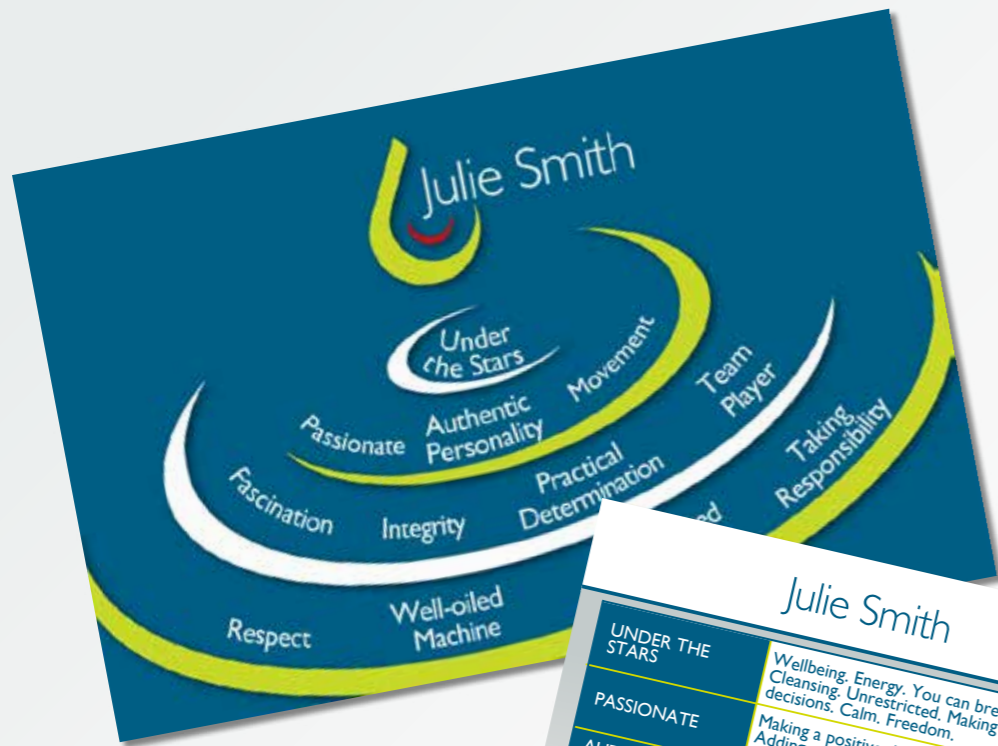 Julie Smith
Under
the Stars
Passionate
Authentic
Personality
Movement
Fascination
Integrity
Practical
Determination
Team
Player
Respect
Well-oiled
Machine
Taking
Responsibility
Julie Smith
UNDER THE
STARS
Wellbeing. Energy. You can
Cleansing. Unrestricted. Making
decisions. Calm. Freedom.
PASSIONATE
Making a